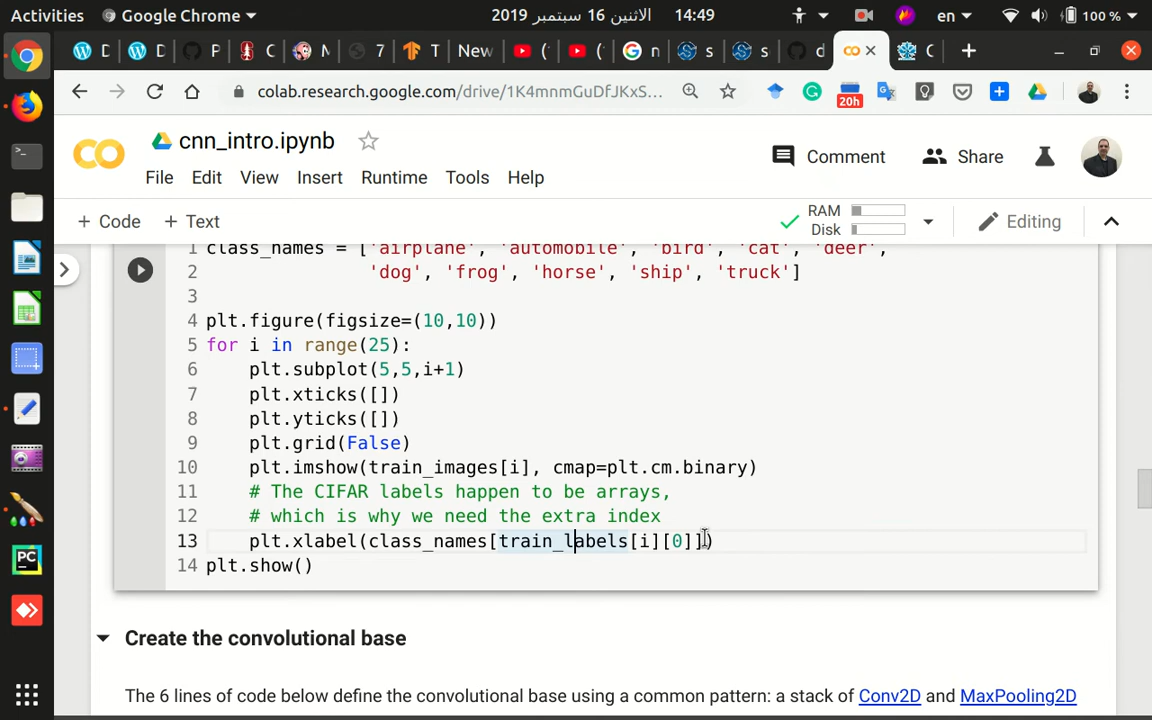 Activities Google Chrome ▾ 2019 الاثنين 16 سبتمبر 14:49 en 100 %
D D P C M 7 T New ( ( n s s d C
colab.research.google.com/drive/1K4mnmGuDfJKxS... 20h
cnn_intro.ipynb
Comment Share
File Edit View Insert Runtime Tools Help
+ Code + Text RAM Disk Editing
1 class_names = ['airplane', 'automobile', 'bird', 'cat', 'deer',
2 'dog', 'frog', 'horse', 'ship', 'truck']
3
4 plt.figure(figsize=(10,10))
5 for i in range(25):
6 plt.subplot(5,5,i+1)
7 plt.xticks([])
8 plt.yticks([])
9 plt.grid(False)
10 plt.imshow(train_images[i], cmap=plt.cm.binary)
11 # The CIFAR labels happen to be arrays,
12 # which is why we need the extra index
13 plt.xlabel(class_names[train_labels[i][0]])
14 plt.show()
Create the convolutional base
The 6 lines of code below define the convolutional base using a common pattern: a stack of Conv2D and MaxPooling2D